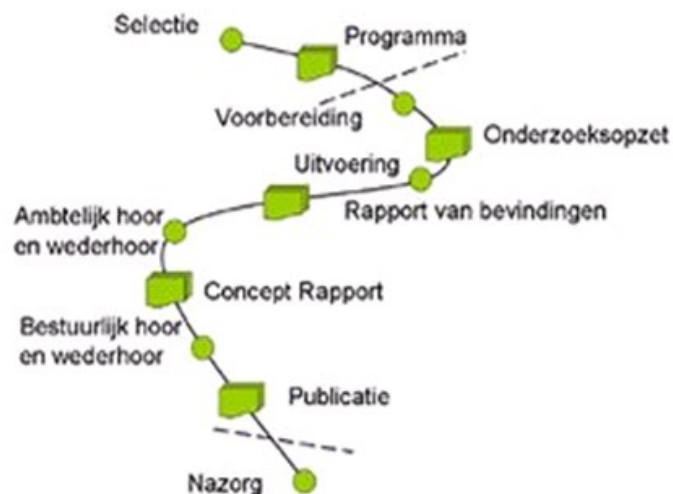 Selectie
Programma
Voorbereiding
Onderzoeksopzet
Uitvoering
Rapport van bevindingen
Ambtelijk hoor
en wederhoor
Concept Rapport
Bestuurlijk hoor
en wederhoor
Publicatie
Nazorg